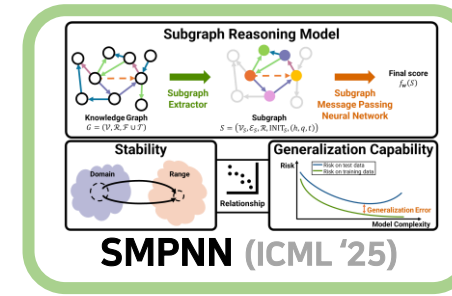 Subgraph Reasoning Model
Subgraph
Extractor
Subgraph
Message Passing
Neural Network
Final score
f_w(S)
Knowledge Graph
G = (V, R, F ∪ T)
Subgraph
S = (V_S, E_S, R, INIT_S, (h, q, t))
Stability
Domain
Range
Relationship
Generalization Capability
Risk
Risk on test data
Risk on training data
Generalization Error
Model Complexity
SMPNN (ICML '25)